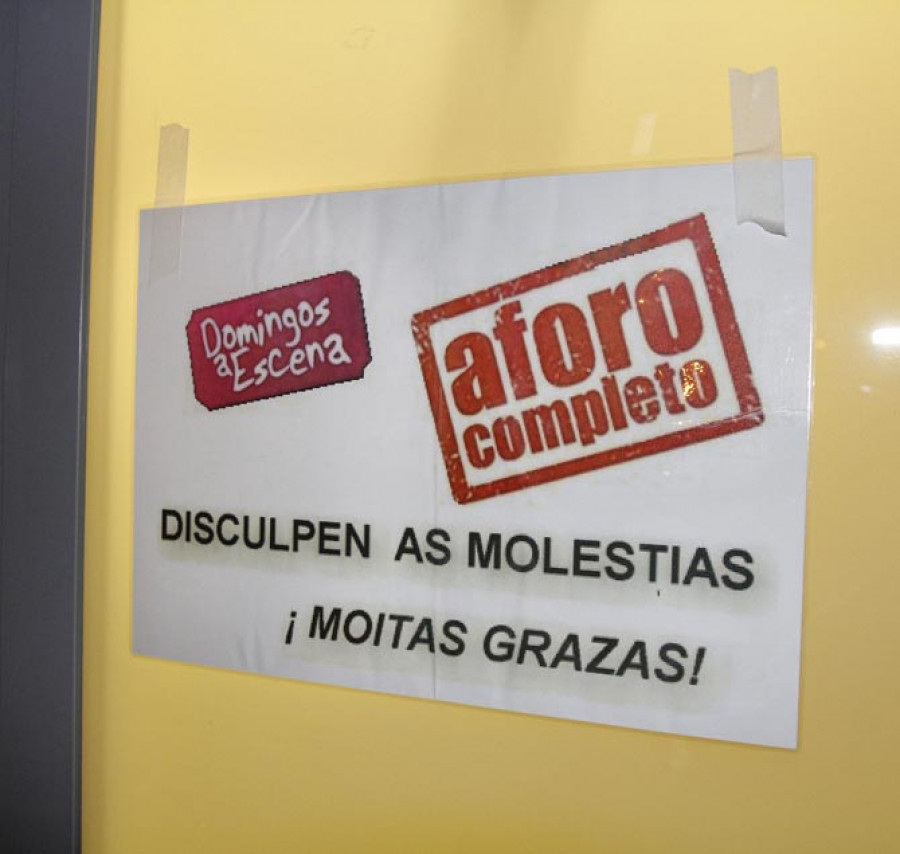 Domingos
a Escena
aforo
completo
DISCULPEN AS MOLESTIAS
¡ MOITAS GRAZAS!